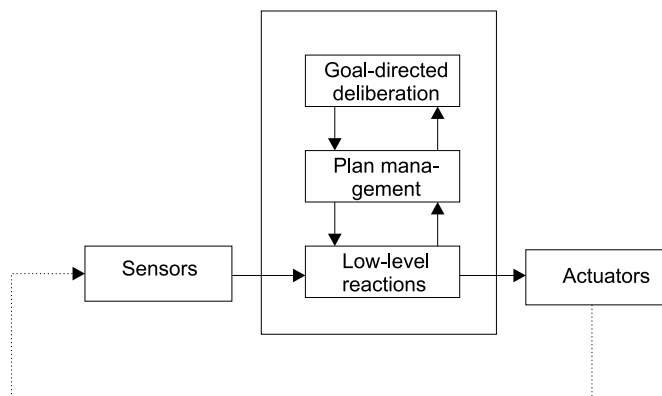 Goal-directed
deliberation
Plan mana-
gement
Sensors
Low-level
reactions
Actuators